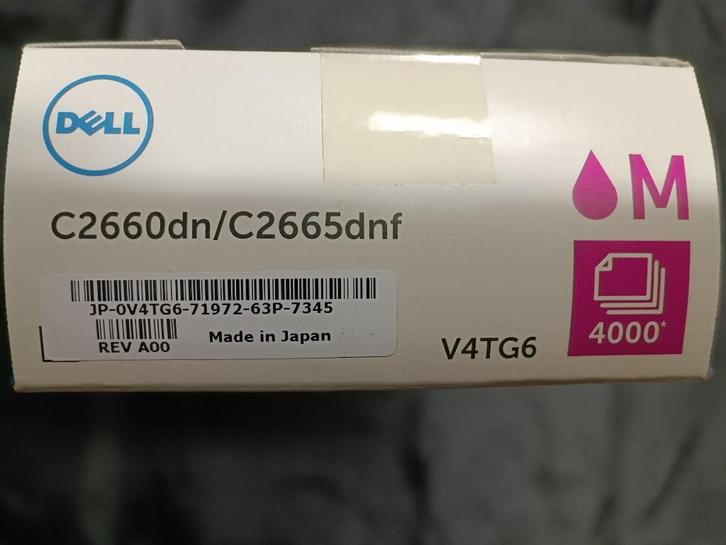 DELL
M
C2660dn/C2665dnf
JP-0V4TG6-71972-63P-7345
REV A00 Made in Japan
V4TG6
4000*